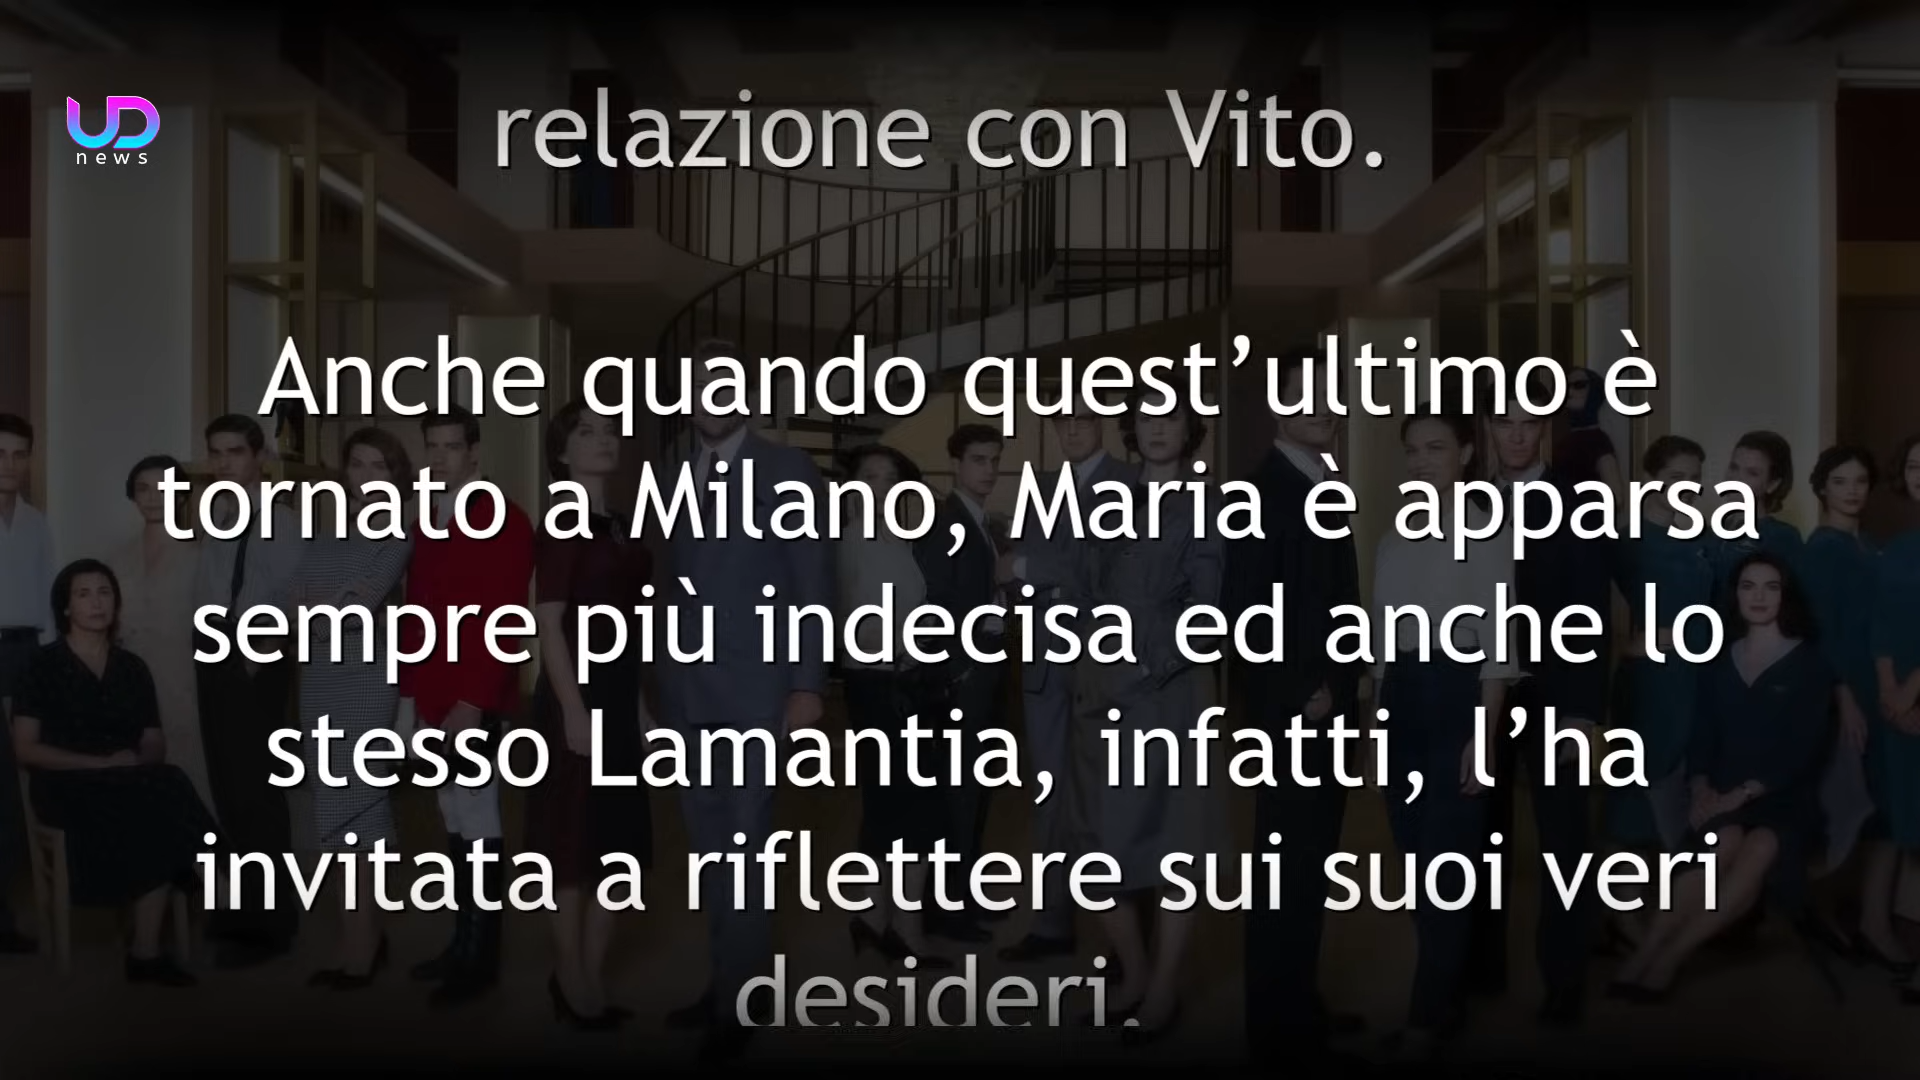 UD
news
relazione con Vito.
Anche quando quest’ultimo è
tornato a Milano, Maria è apparsa
sempre più indecisa ed anche lo
stesso Lamantia, infatti, l’ha
invitata a riflettere sui suoi veri
desideri.